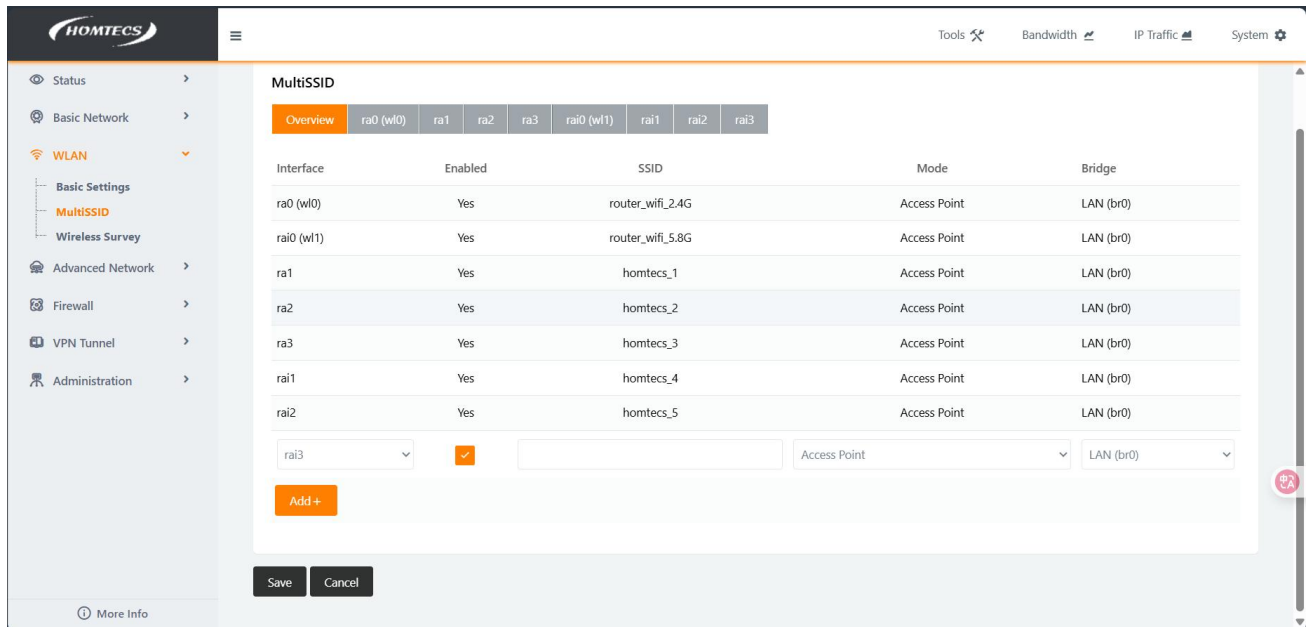 HOMTECS
Tools Bandwidth IP Traffic System
Status
Basic Network
WLAN
Basic Settings
MultiSSID
Wireless Survey
Advanced Network
Firewall
VPN Tunnel
Administration
More Info
MultiSSID
Overview ra0 (wl0) ra1 ra2 ra3 rai0 (wl1) rai1 rai2 rai3
Interface Enabled SSID Mode Bridge
ra0 (wl0) Yes router_wifi_2.4G Access Point LAN (br0)
rai0 (wl1) Yes router_wifi_5.8G Access Point LAN (br0)
ra1 Yes homtecs_1 Access Point LAN (br0)
ra2 Yes homtecs_2 Access Point LAN (br0)
ra3 Yes homtecs_3 Access Point LAN (br0)
rai1 Yes homtecs_4 Access Point LAN (br0)
rai2 Yes homtecs_5 Access Point LAN (br0)
rai3 Access Point LAN (br0)
Add +
Save Cancel
中A